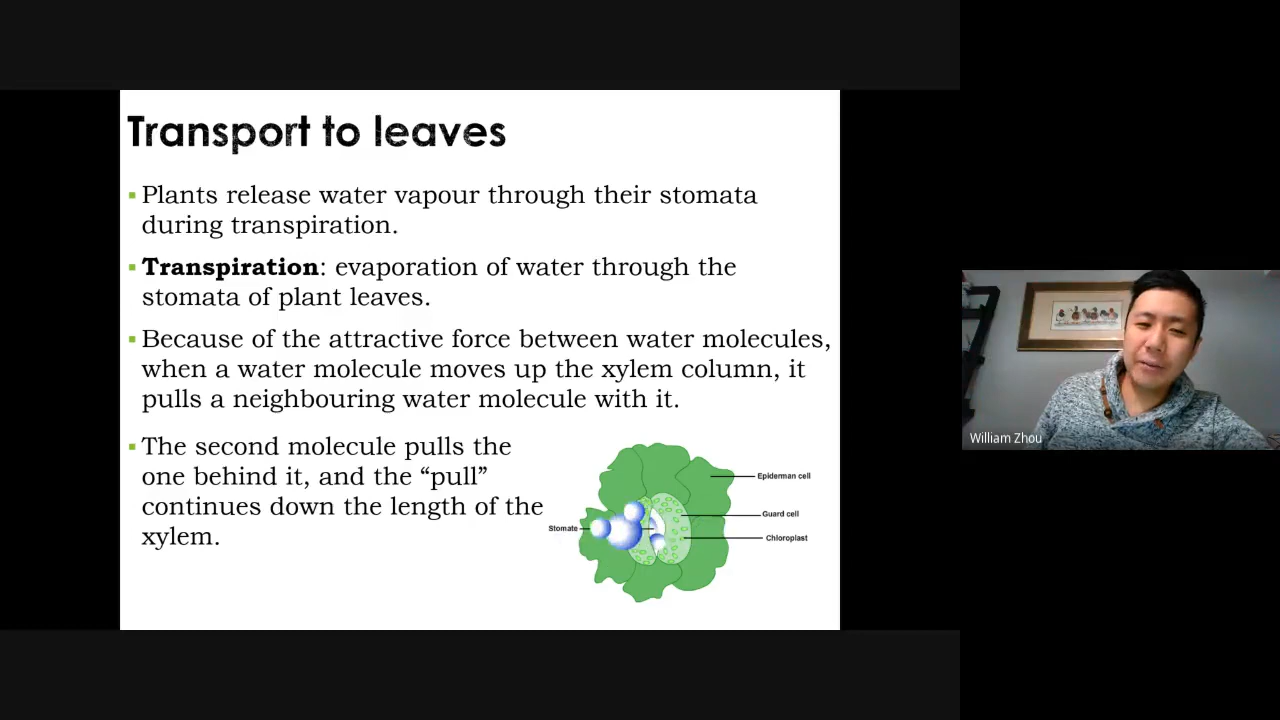 Transport to leaves
Plants release water vapour through their stomata
during transpiration.
Transpiration: evaporation of water through the
stomata of plant leaves.
Because of the attractive force between water molecules,
when a water molecule moves up the xylem column, it
pulls a neighbouring water molecule with it.
The second molecule pulls the
one behind it, and the “pull”
continues down the length of the
xylem.
Epiderman cell
Guard cell
Stomate
Chloroplast
William Zhou